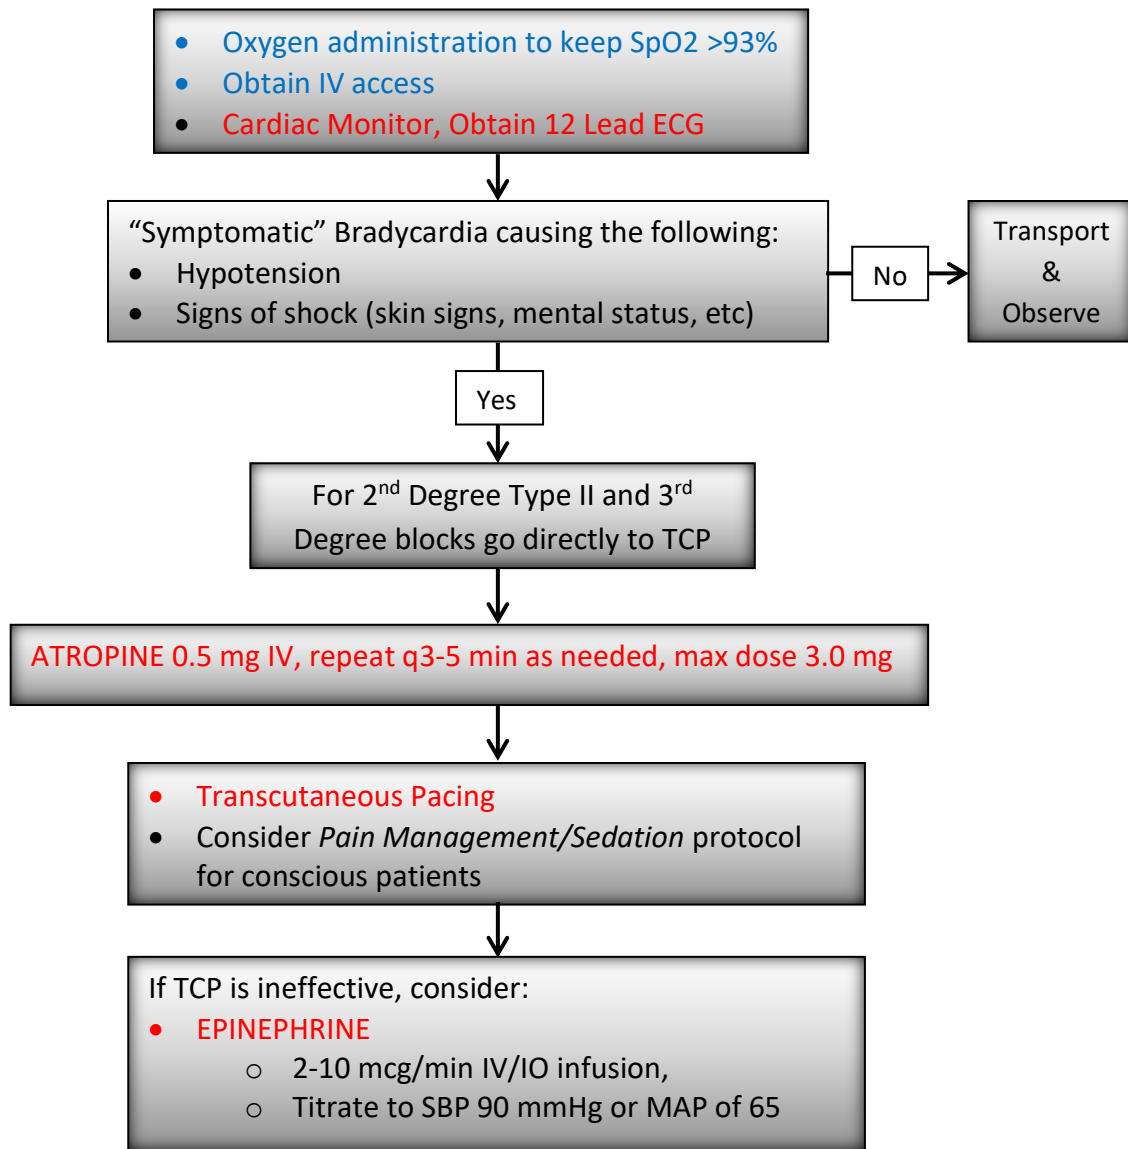 • Oxygen administration to keep SpO2 >93%
• Obtain IV access
• Cardiac Monitor, Obtain 12 Lead ECG
“Symptomatic” Bradycardia causing the following:
• Hypotension
• Signs of shock (skin signs, mental status, etc)
No
Transport
&
Observe
Yes
For 2nd Degree Type II and 3rd
Degree blocks go directly to TCP
ATROPINE 0.5 mg IV, repeat q3-5 min as needed, max dose 3.0 mg
• Transcutaneous Pacing
• Consider Pain Management/Sedation protocol
for conscious patients
If TCP is ineffective, consider:
• EPINEPHRINE
o 2-10 mcg/min IV/IO infusion,
o Titrate to SBP 90 mmHg or MAP of 65